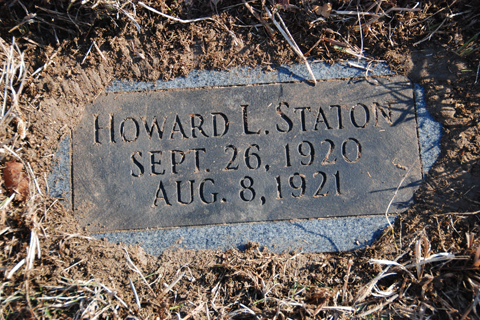 HOWARD L. STATON
SEPT. 26, 1920
AUG. 8, 1921